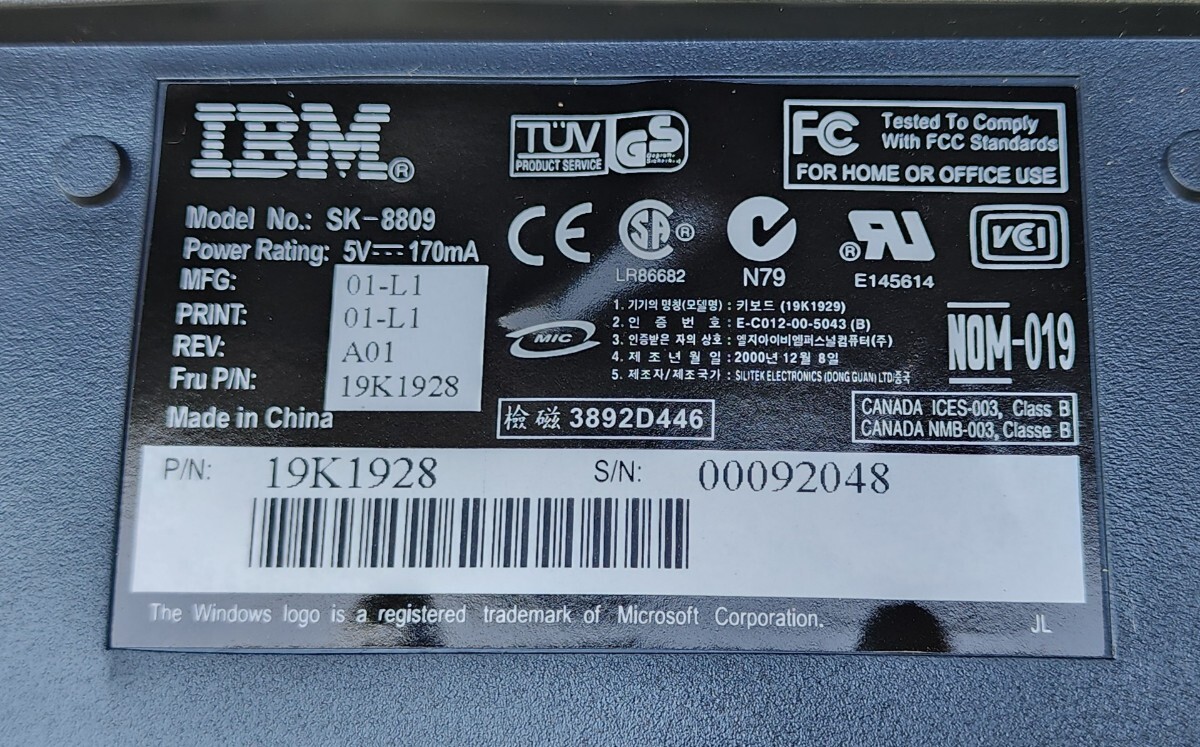 IBM®
TÜV
PRODUCT SERVICE
GS
FC
Tested To Comply
With FCC Standards
FOR HOME OR OFFICE USE
Model No.: SK-8809
Power Rating: 5V⎓170mA
MFG: 01-L1
PRINT: 01-L1
REV: A01
Fru P/N: 19K1928
Made in China
CE
SA®
LR86682
N79
®RU
E145614
VCI
MIC
1. 기기의 명칭(모델명) : 키보드 (19K1929)
2. 인 증 번 호 : E-C012-00-5043 (B)
3. 인증받은 자의 상호 : 엘지아이비엠퍼스널컴퓨터(주)
4. 제 조 년 월 일 : 2000년 12월 8일
5. 제조자/제조국가 : SILITEK ELECTRONICS (DONG GUAN) LTD/중국
NOM-019
檢磁 3892D446
CANADA ICES-003, Class B
CANADA NMB-003, Classe B
P/N: 19K1928 S/N: 00092048
The Windows logo is a registered trademark of Microsoft Corporation.
JL